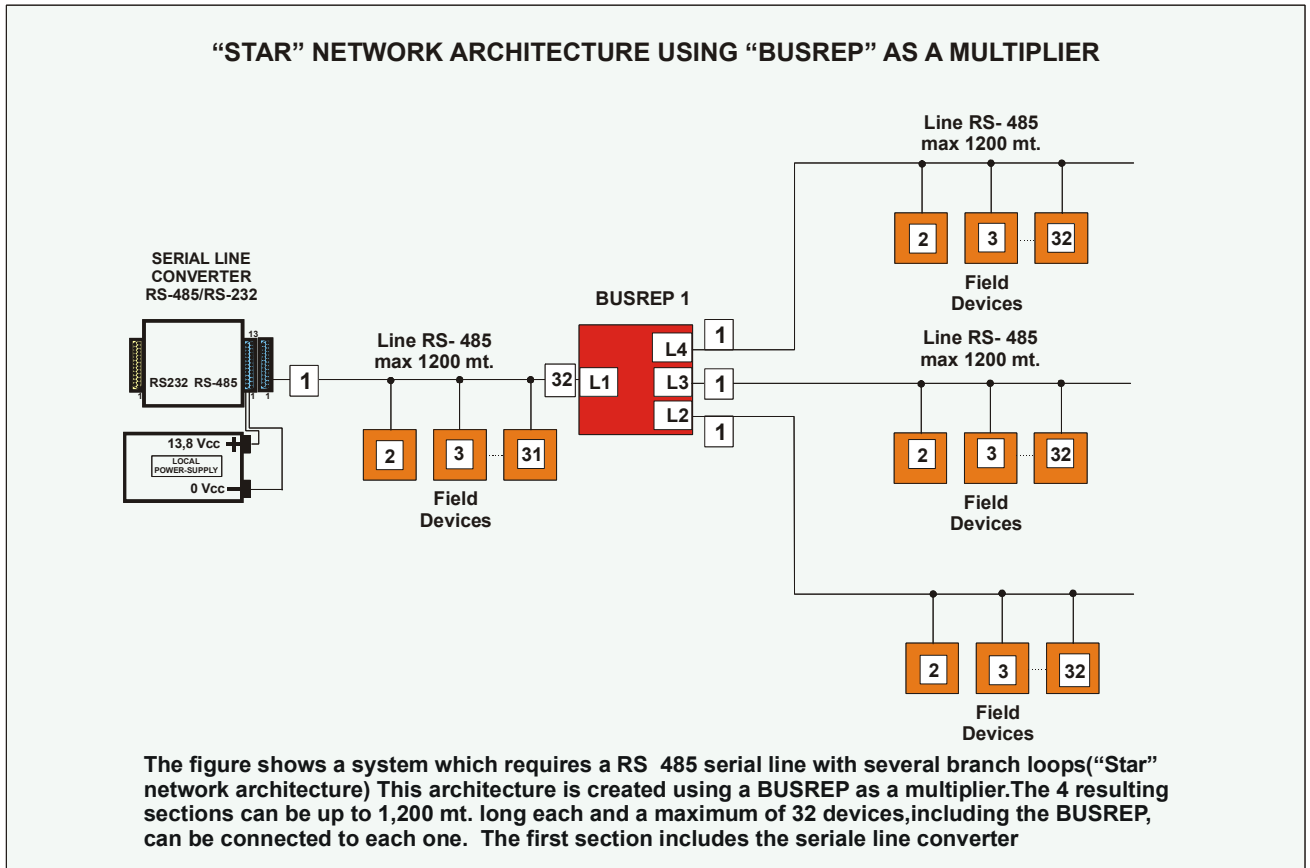 “STAR” NETWORK ARCHITECTURE USING “BUSREP” AS A MULTIPLIER
Line RS- 485
max 1200 mt.
2
3
32
Field
Devices
SERIAL LINE
CONVERTER
RS-485/RS-232
13
RS232 RS-485
1
1
1
13,8 Vcc
LOCAL
POWER-SUPPLY
0 Vcc
1
Line RS- 485
max 1200 mt.
2
3
31
Field
Devices
32
BUSREP 1
L1
L4
L3
L2
1
1
1
Line RS- 485
max 1200 mt.
2
3
32
Field
Devices
2
3
32
Field
Devices
The figure shows a system which requires a RS 485 serial line with several branch loops(“Star”
network architecture) This architecture is created using a BUSREP as a multiplier.The 4 resulting
sections can be up to 1,200 mt. long each and a maximum of 32 devices,including the BUSREP,
can be connected to each one. The first section includes the seriale line converter